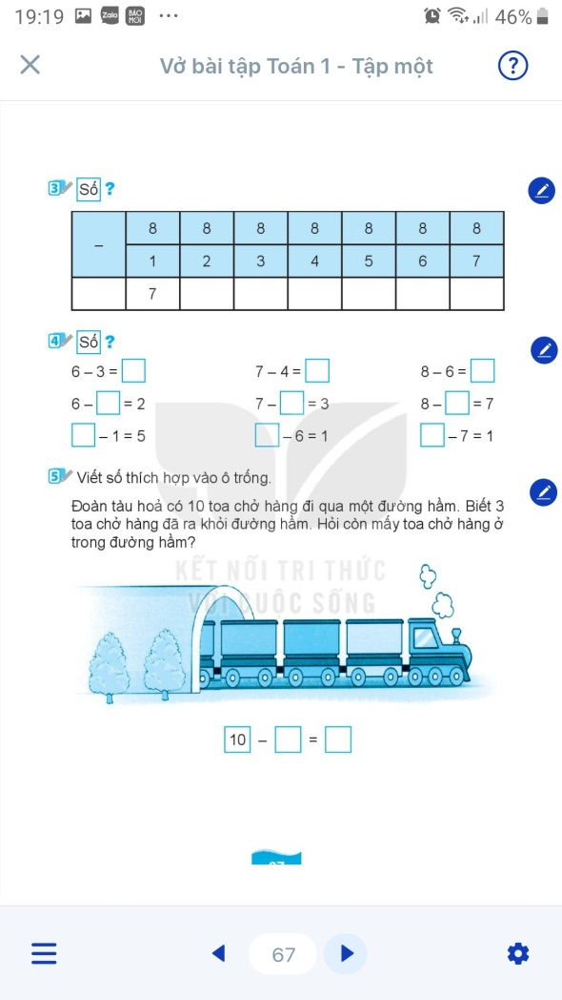 19:19 Zalo BÁO MỚI ... 46%
Vở bài tập Toán 1 - Tập một ?
3 Số ?
8 8 8 8 8 8 8
– 1 2 3 4 5 6 7
7
4 Số ?
6 – 3 = 7 – 4 = 8 – 6 =
6 – = 2 7 – = 3 8 – = 7
– 1 = 5 – 6 = 1 – 7 = 1
5 Viết số thích hợp vào ô trống.
Đoàn tàu hoả có 10 toa chở hàng đi qua một đường hầm. Biết 3
toa chở hàng đã ra khỏi đường hầm. Hỏi còn mấy toa chở hàng ở
trong đường hầm?
KẾT NỐI TRI THỨC
VỚI CUỘC SỐNG
10 – =
67